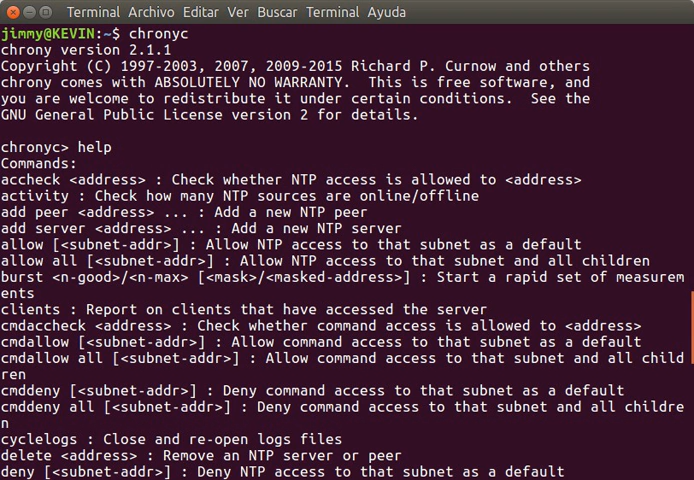 Terminal Archivo Editar Ver Buscar Terminal Ayuda
jimmy@KEVIN:~$ chronyc
chrony version 2.1.1
Copyright (C) 1997-2003, 2007, 2009-2015 Richard P. Curnow and others
chrony comes with ABSOLUTELY NO WARRANTY.  This is free software, and
you are welcome to redistribute it under certain conditions.  See the
GNU General Public License version 2 for details.

chronyc> help
Commands:
accheck <address> : Check whether NTP access is allowed to <address>
activity : Check how many NTP sources are online/offline
add peer <address> ... : Add a new NTP peer
add server <address> ... : Add a new NTP server
allow [<subnet-addr>] : Allow NTP access to that subnet as a default
allow all [<subnet-addr>] : Allow NTP access to that subnet and all children
burst <n-good>/<n-max> [<mask>/<masked-address>] : Start a rapid set of measurem
ents
clients : Report on clients that have accessed the server
cmdaccheck <address> : Check whether command access is allowed to <address>
cmdallow [<subnet-addr>] : Allow command access to that subnet as a default
cmdallow all [<subnet-addr>] : Allow command access to that subnet and all child
ren
cmddeny [<subnet-addr>] : Deny command access to that subnet as a default
cmddeny all [<subnet-addr>] : Deny command access to that subnet and all childre
n
cyclelogs : Close and re-open logs files
delete <address> : Remove an NTP server or peer
deny [<subnet-addr>] : Deny NTP access to that subnet as a default